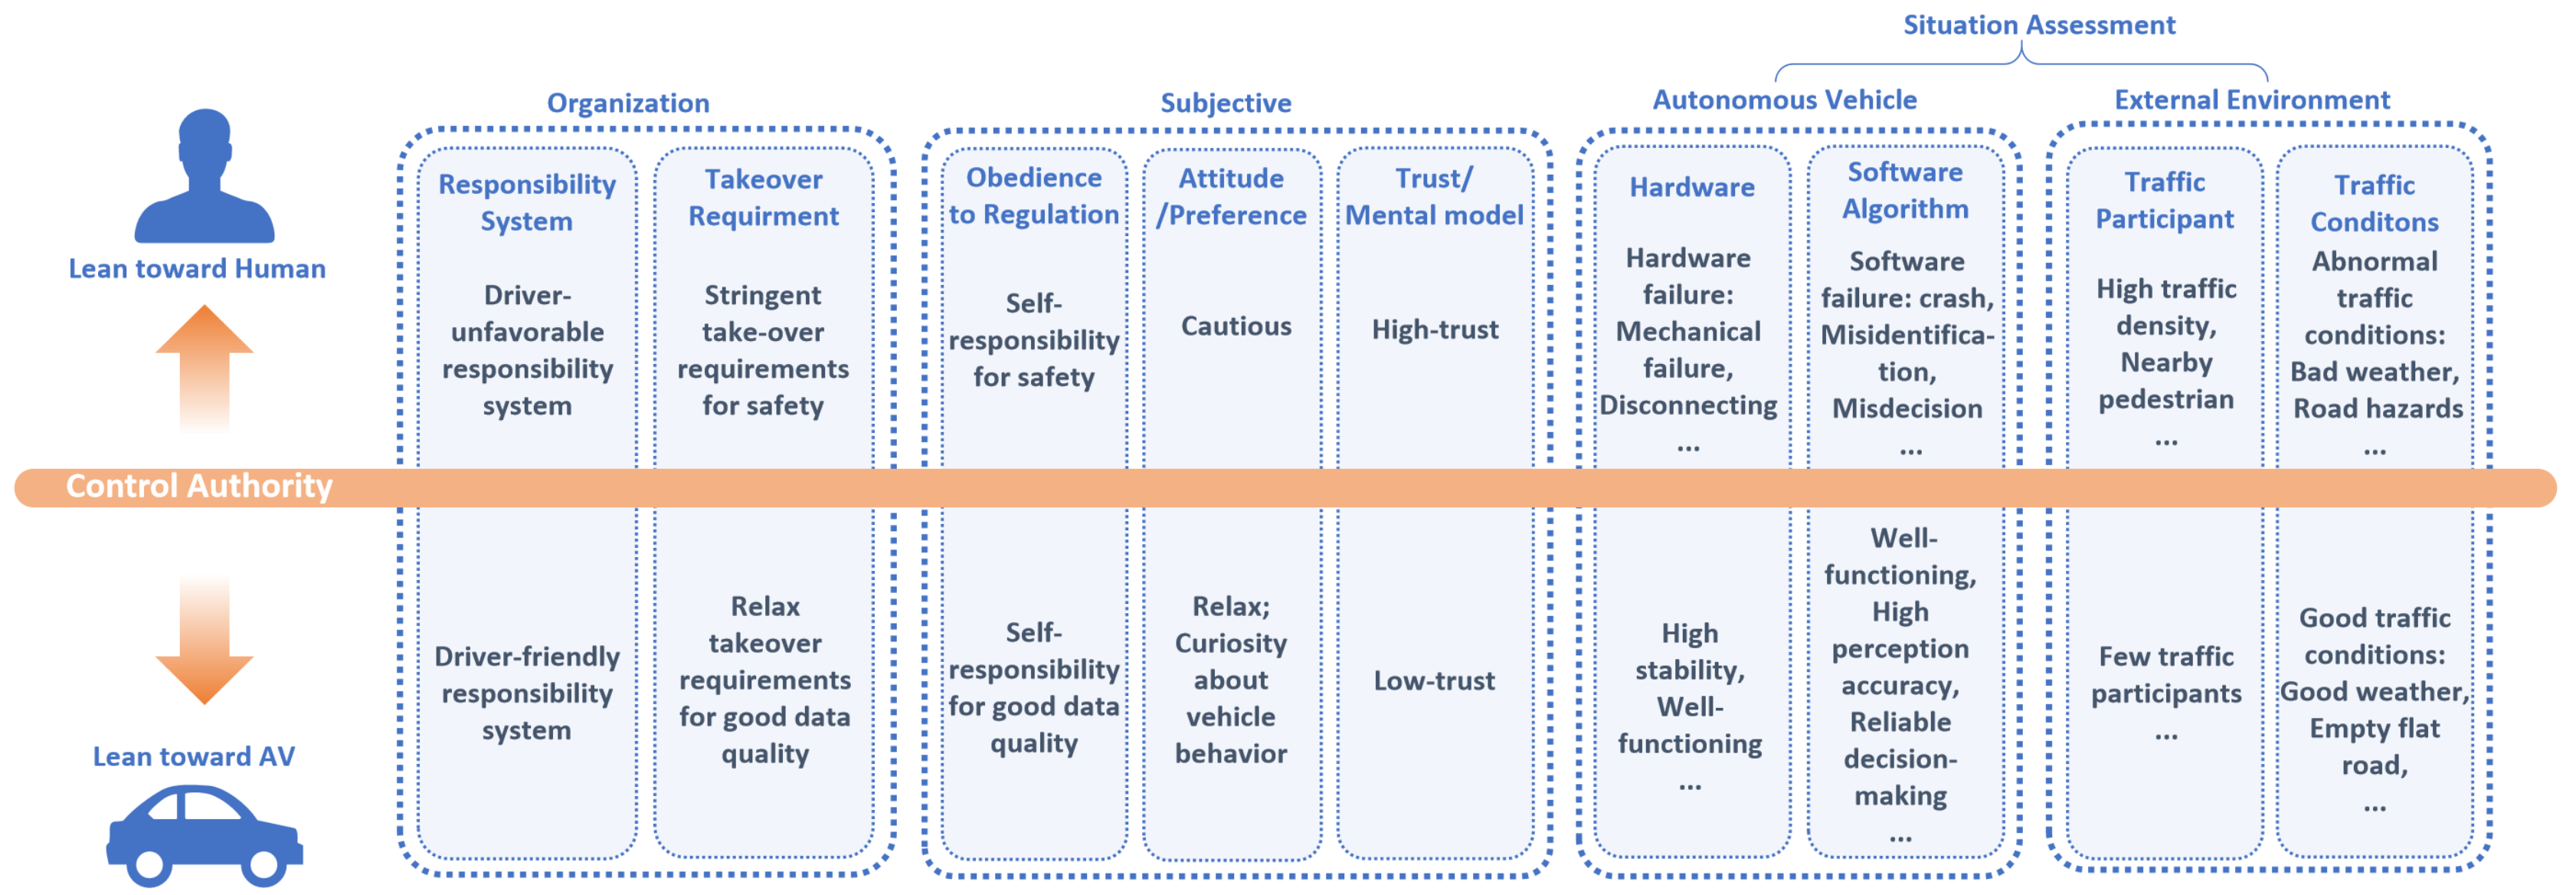 Situation Assessment
Organization
Subjective
Autonomous Vehicle
External Environment
Lean toward Human
Control Authority
Lean toward AV
Responsibility
System
Driver-
unfavorable
responsibility
system
Driver-friendly
responsibility
system
Takeover
Requirment
Stringent
take-over
requirements
for safety
Relax
takeover
requirements
for good data
quality
Obedience
to Regulation
Self-
responsibility
for safety
Self-
responsibility
for good data
quality
Attitude
/Preference
Cautious
Relax;
Curiosity
about
vehicle
behavior
Trust/
Mental model
High-trust
Low-trust
Hardware
Hardware
failure:
Mechanical
failure,
Disconnecting
...
High
stability,
Well-
functioning
...
Software
Algorithm
Software
failure: crash,
Misidentifica-
tion,
Misdecision
...
Well-
functioning,
High
perception
accuracy,
Reliable
decision-
making
...
Traffic
Participant
High traffic
density,
Nearby
pedestrian
...
Few traffic
participants
...
Traffic
Conditons
Abnormal
traffic
conditions:
Bad weather,
Road hazards
...
Good traffic
conditions:
Good weather,
Empty flat
road,
...